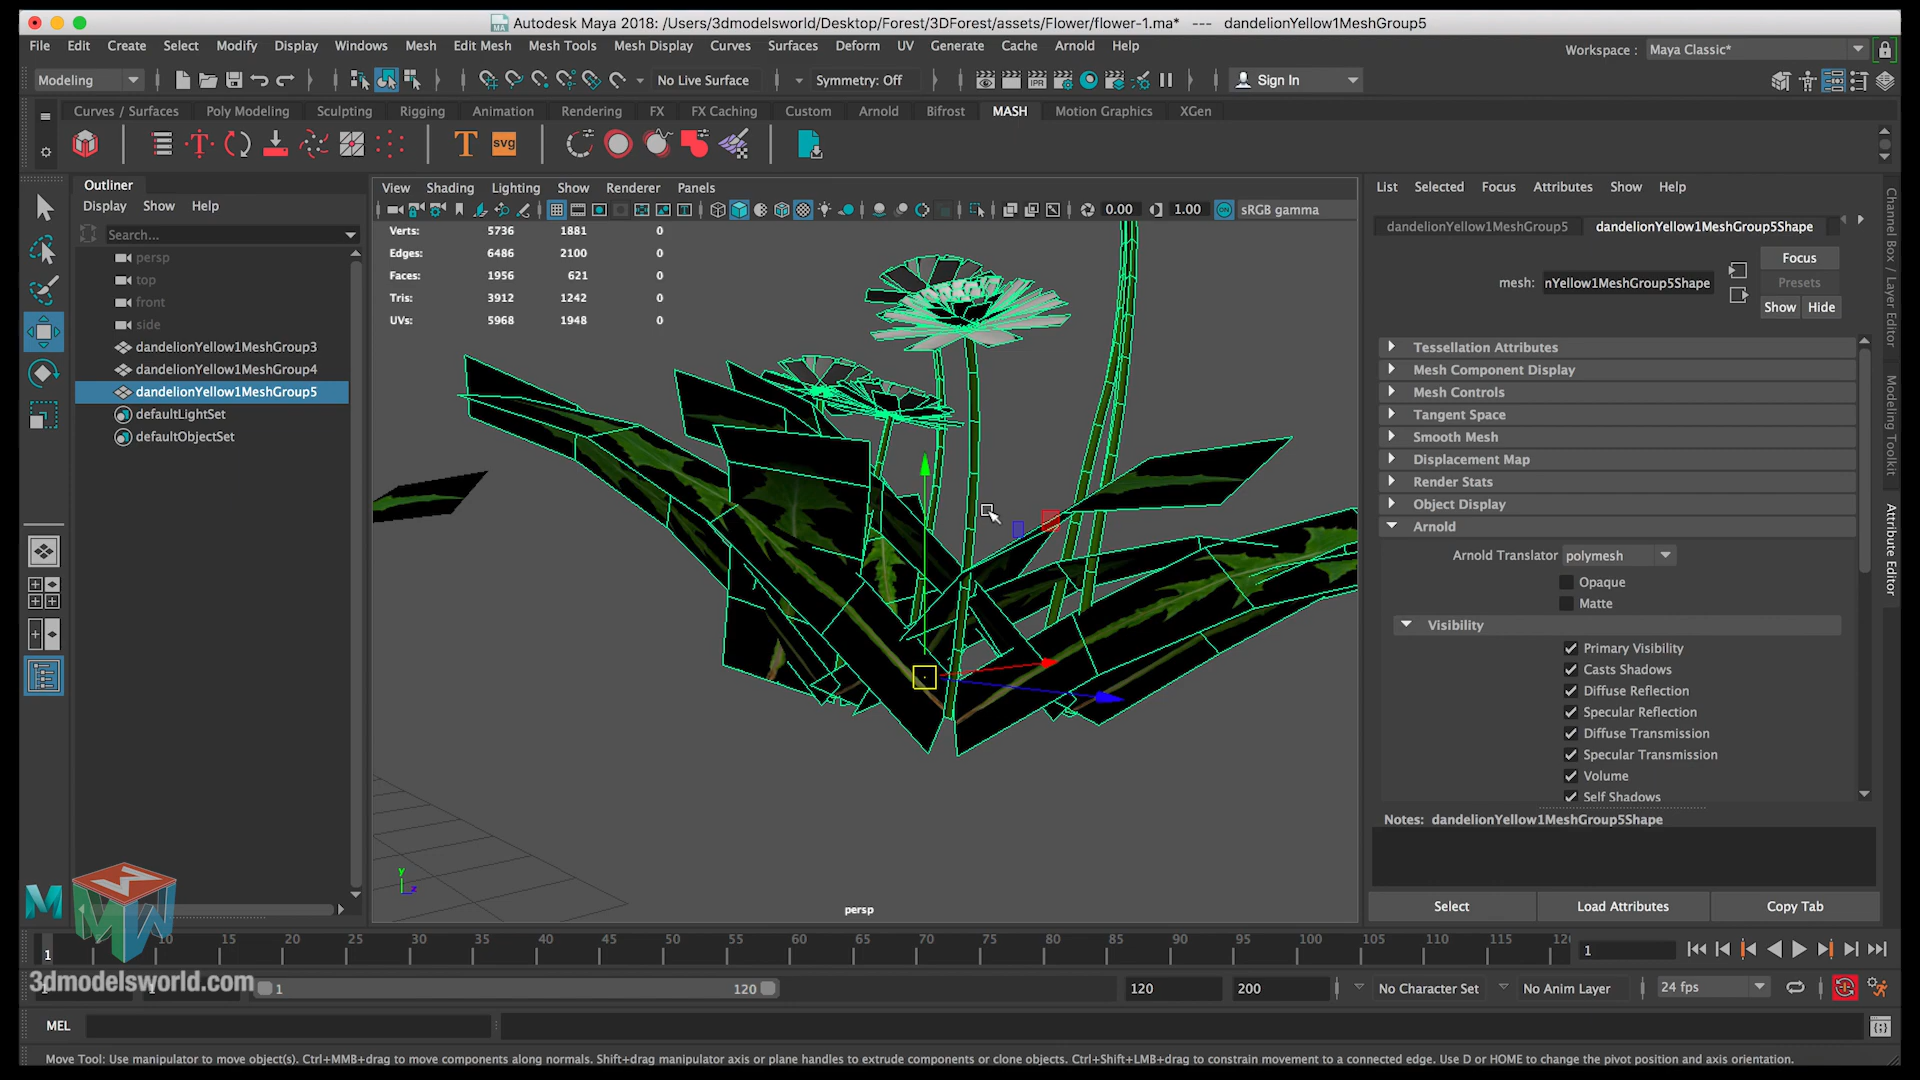 Autodesk Maya 2018: /Users/3dmodelsworld/Desktop/Forest/3DForest/assets/Flower/flower-1.ma* --- dandelionYellow1MeshGroup5
File Edit Create Select Modify Display Windows Mesh Edit Mesh Mesh Tools Mesh Display Curves Surfaces Deform UV Generate Cache Arnold Help
Workspace : Maya Classic*
Modeling
No Live Surface
Symmetry: Off
Sign In
Curves / Surfaces Poly Modeling Sculpting Rigging Animation Rendering FX FX Caching Custom Arnold Bifrost MASH Motion Graphics XGen
T svg
Outliner
Display Show Help
Search...
persp
top
front
side
dandelionYellow1MeshGroup3
dandelionYellow1MeshGroup4
dandelionYellow1MeshGroup5
defaultLightSet
defaultObjectSet
View Shading Lighting Show Renderer Panels
0.00 1.00 sRGB gamma
Verts: 5736 1881 0
Edges: 6486 2100 0
Faces: 1956 621 0
Tris: 3912 1242 0
UVs: 5968 1948 0
persp
List Selected Focus Attributes Show Help
dandelionYellow1MeshGroup5 dandelionYellow1MeshGroup5Shape
mesh: nYellow1MeshGroup5Shape
Focus
Presets
Show Hide
Tessellation Attributes
Mesh Component Display
Mesh Controls
Tangent Space
Smooth Mesh
Displacement Map
Render Stats
Object Display
Arnold
Arnold Translator polymesh
Opaque
Matte
Visibility
Primary Visibility
Casts Shadows
Diffuse Reflection
Specular Reflection
Diffuse Transmission
Specular Transmission
Volume
Self Shadows
Notes: dandelionYellow1MeshGroup5Shape
Select Load Attributes Copy Tab
Channel Box / Layer Editor
Modeling Toolkit
Attribute Editor
1 10 15 20 25 30 35 40 45 50 55 60 65 70 75 80 85 90 95 100 105 110 115 12
1
3dmodelsworld.com
1 120
120 200
No Character Set
No Anim Layer
24 fps
MEL
Move Tool: Use manipulator to move object(s). Ctrl+MMB+drag to move components along normals. Shift+drag manipulator axis or plane handles to extrude components or clone objects. Ctrl+Shift+LMB+drag to constrain movement to a connected edge. Use D or HOME to change the pivot position and axis orientation.